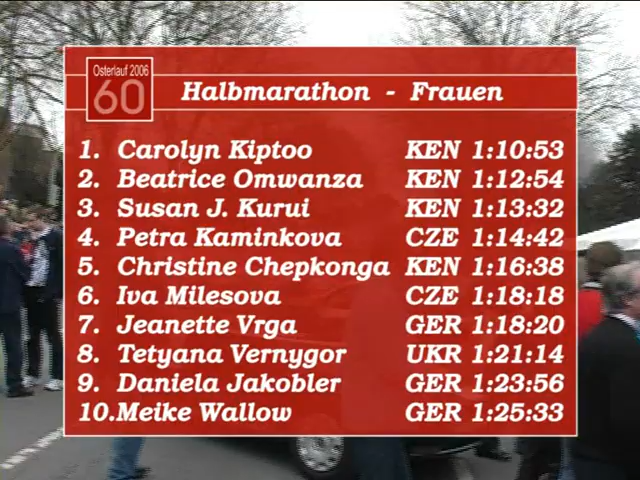 Osterlauf 2006
60
Halbmarathon - Frauen
1. Carolyn Kiptoo KEN 1:10:53
2. Beatrice Omwanza KEN 1:12:54
3. Susan J. Kurui KEN 1:13:32
4. Petra Kaminkova CZE 1:14:42
5. Christine Chepkonga KEN 1:16:38
6. Iva Milesova CZE 1:18:18
7. Jeanette Vrga GER 1:18:20
8. Tetyana Vernygor UKR 1:21:14
9. Daniela Jakobler GER 1:23:56
10. Meike Wallow GER 1:25:33